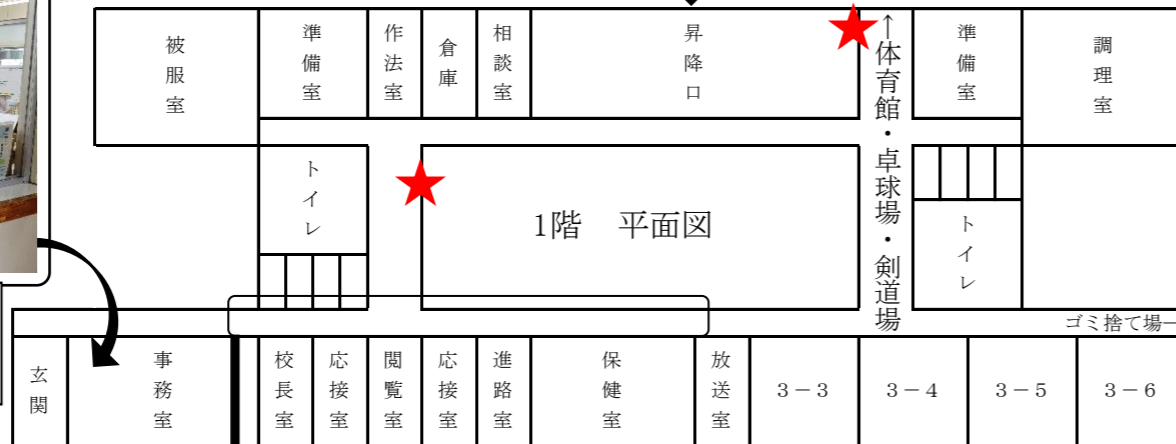 被服室
準備室
作法室
倉庫
相談室
昇降口
←体育館・卓球場・剣道場
準備室
調理室
トイレ
1階　平面図
トイレ
ゴミ捨て場
玄関
事務室
校長室
応接室
閲覧室
応接室
進路室
保健室
放送室
３－３
３－４
３－５
３－６